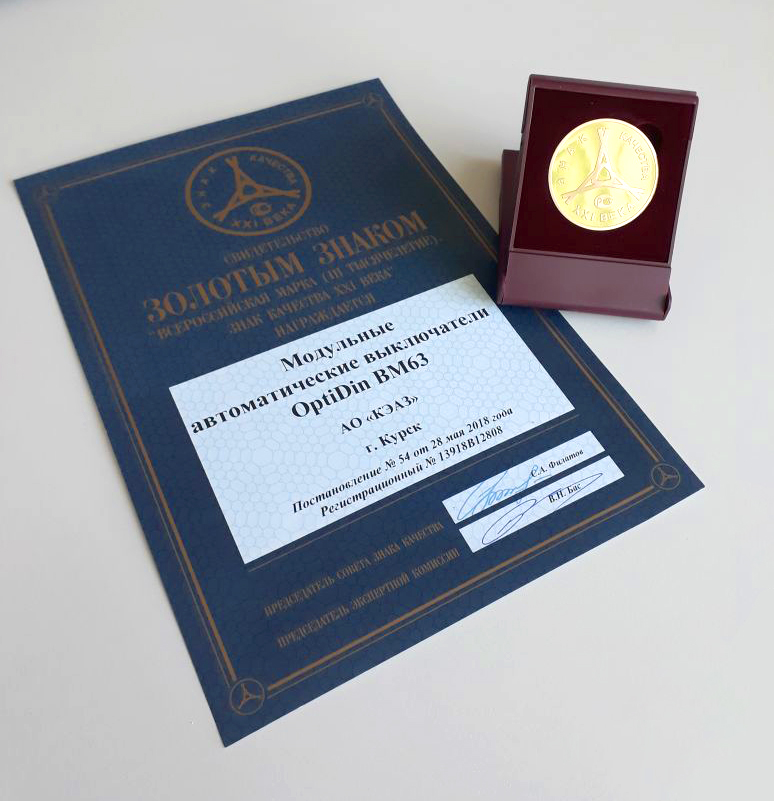 ЗНАК КАЧЕСТВА
XXI ВЕКА
СВИДЕТЕЛЬСТВО
ЗОЛОТЫМ ЗНАКОМ
"ВСЕРОССИЙСКАЯ МАРКА (III ТЫСЯЧЕЛЕТИЕ).
ЗНАК КАЧЕСТВА XXI ВЕКА"
НАГРАЖДАЕТСЯ
Модульные
автоматические выключатели
OptiDin BM63
АО «КЭАЗ»
г. Курск
Постановление № 54 от 28 мая 2018 года
Регистрационный № 13918В12808
ПРЕДСЕДАТЕЛЬ СОВЕТА ЗНАКА КАЧЕСТВА
С.А. Филатов
ПРЕДСЕДАТЕЛЬ ЭКСПЕРТНОЙ КОМИССИИ
В.Н. Бас
ЗНАК КАЧЕСТВА
XXI ВЕКА